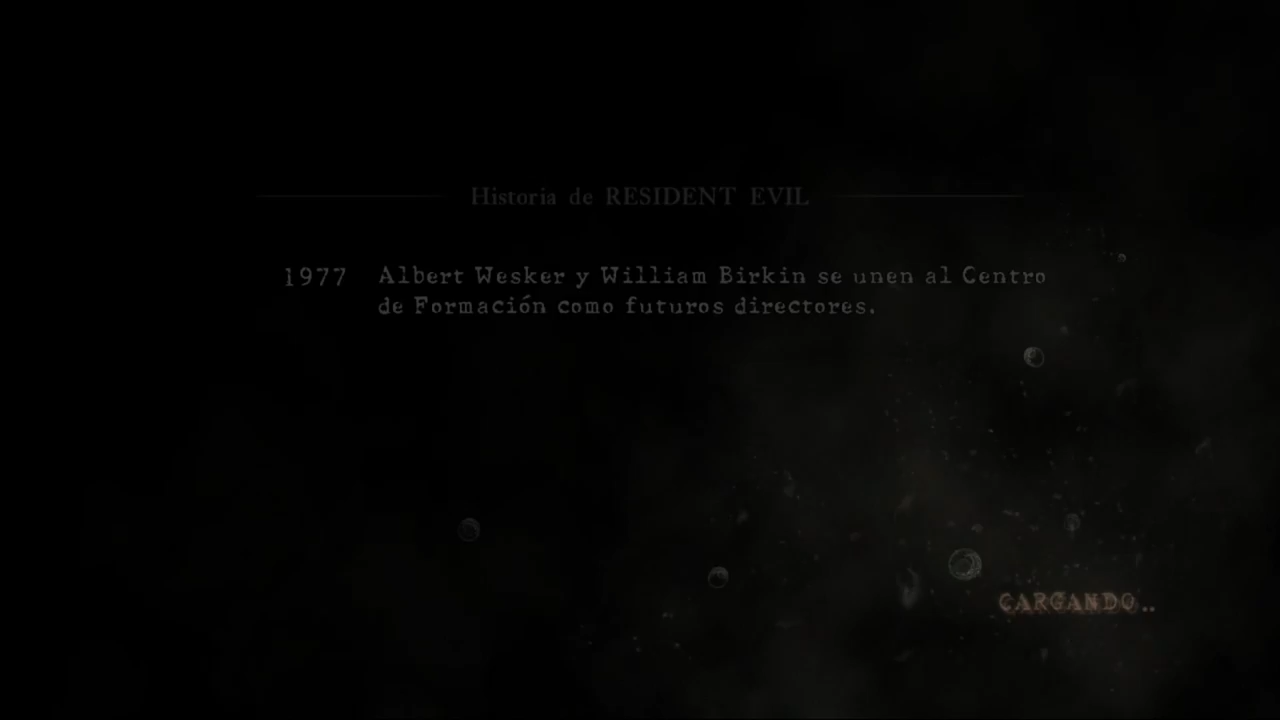 Historia de RESIDENT EVIL
1977 Albert Wesker y William Birkin se unen al Centro
de Formación como futuros directores.
CARGANDO..